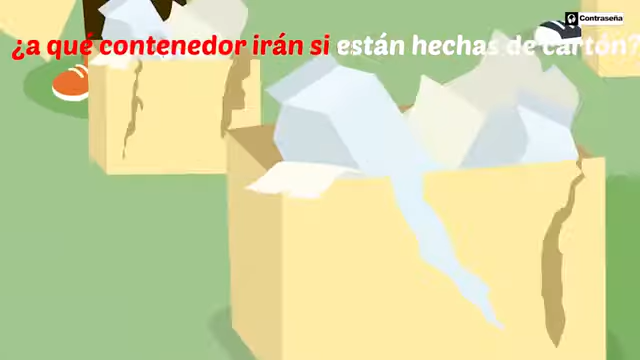 Contraseña
¿a qué contenedor irán si están hechas de cartón?